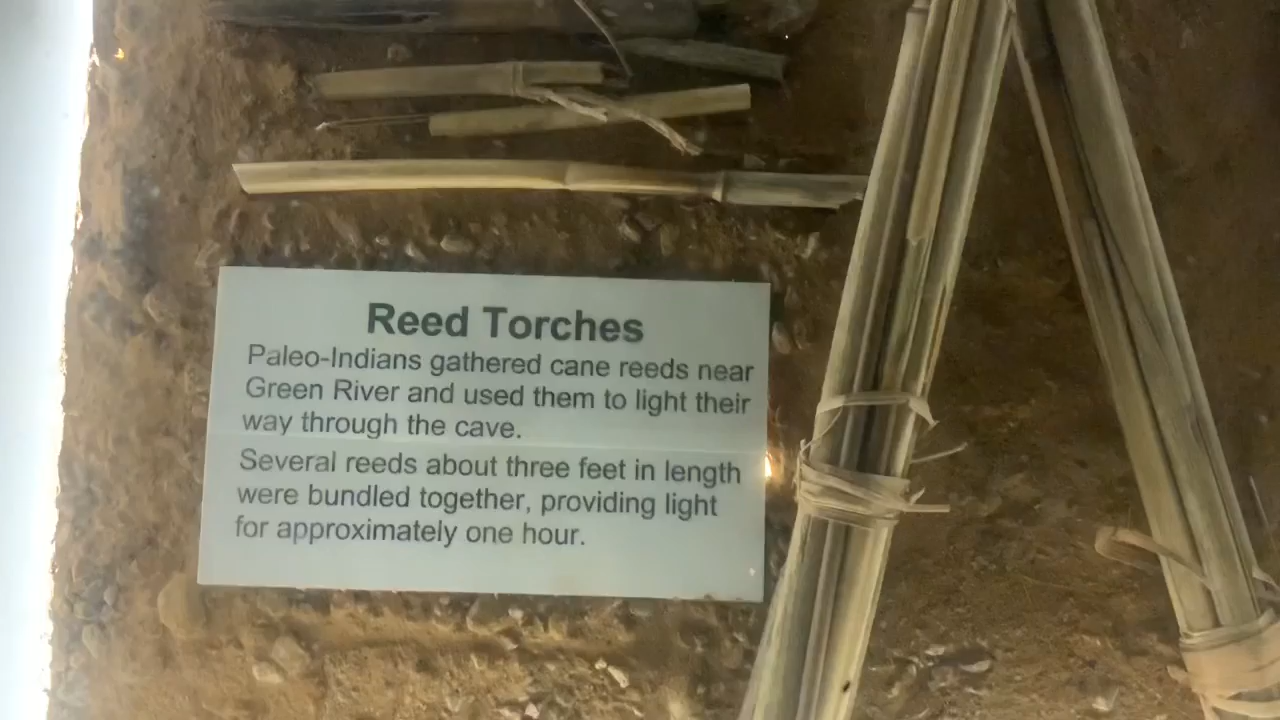 Reed Torches
Paleo-Indians gathered cane reeds near
Green River and used them to light their
way through the cave.
Several reeds about three feet in length
were bundled together, providing light
for approximately one hour.